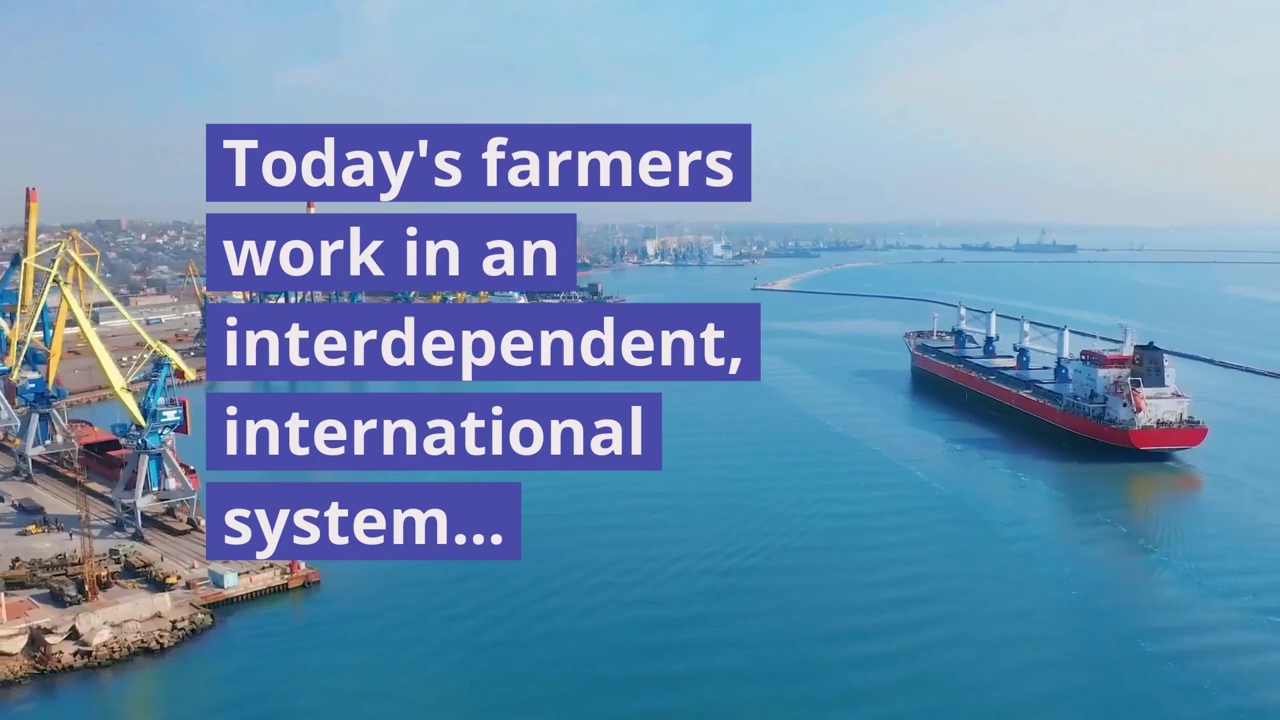 Today's farmers
work in an
interdependent,
international
system...